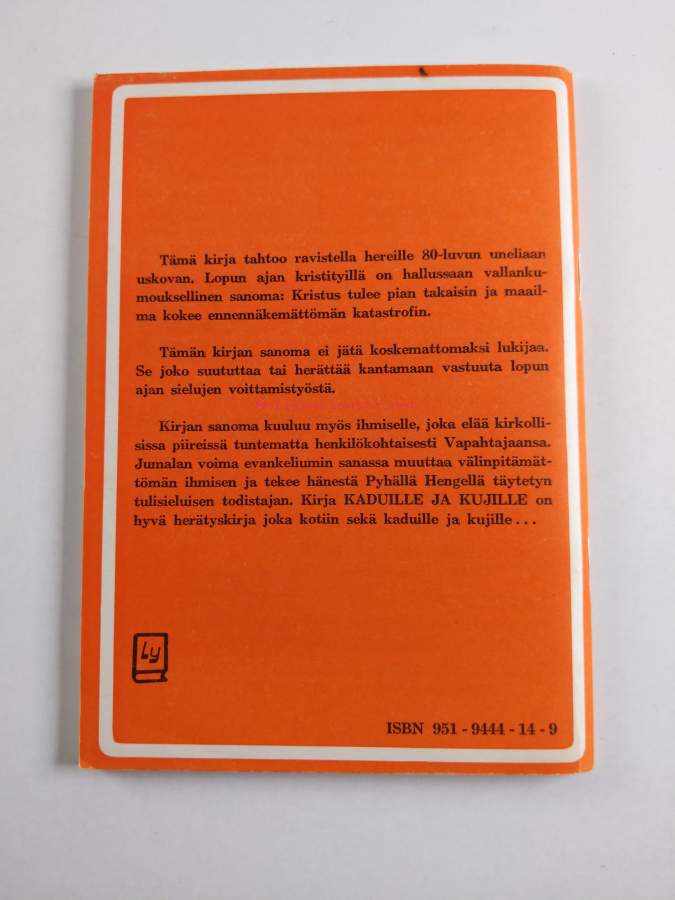 Tämä kirja tahtoo ravistella hereille 80-luvun uneliaan
uskovan. Lopun ajan kristityillä on hallussaan vallanku-
mouksellinen sanoma: Kristus tulee pian takaisin ja maail-
ma kokee ennennäkemättömän katastrofin.
Tämän kirjan sanoma ei jätä koskemattomaksi lukijaa.
Se joko suututtaa tai herättää kantamaan vastuuta lopun
ajan sielujen voittamistyöstä.
Kirjan sanoma kuuluu myös ihmiselle, joka elää kirkolli-
sissa piireissä tuntematta henkilökohtaisesti Vapahtajaansa.
Jumalan voima evankeliumin sanassa muuttaa välinpitämät-
tömän ihmisen ja tekee hänestä Pyhällä Hengellä täytetyn
tulisieluisen todistajan. Kirja KADUILLE JA KUJILLE on
hyvä herätyskirja joka kotiin sekä kaduille ja kujille . . .
Ly
ISBN 951 - 9444 - 14 - 9